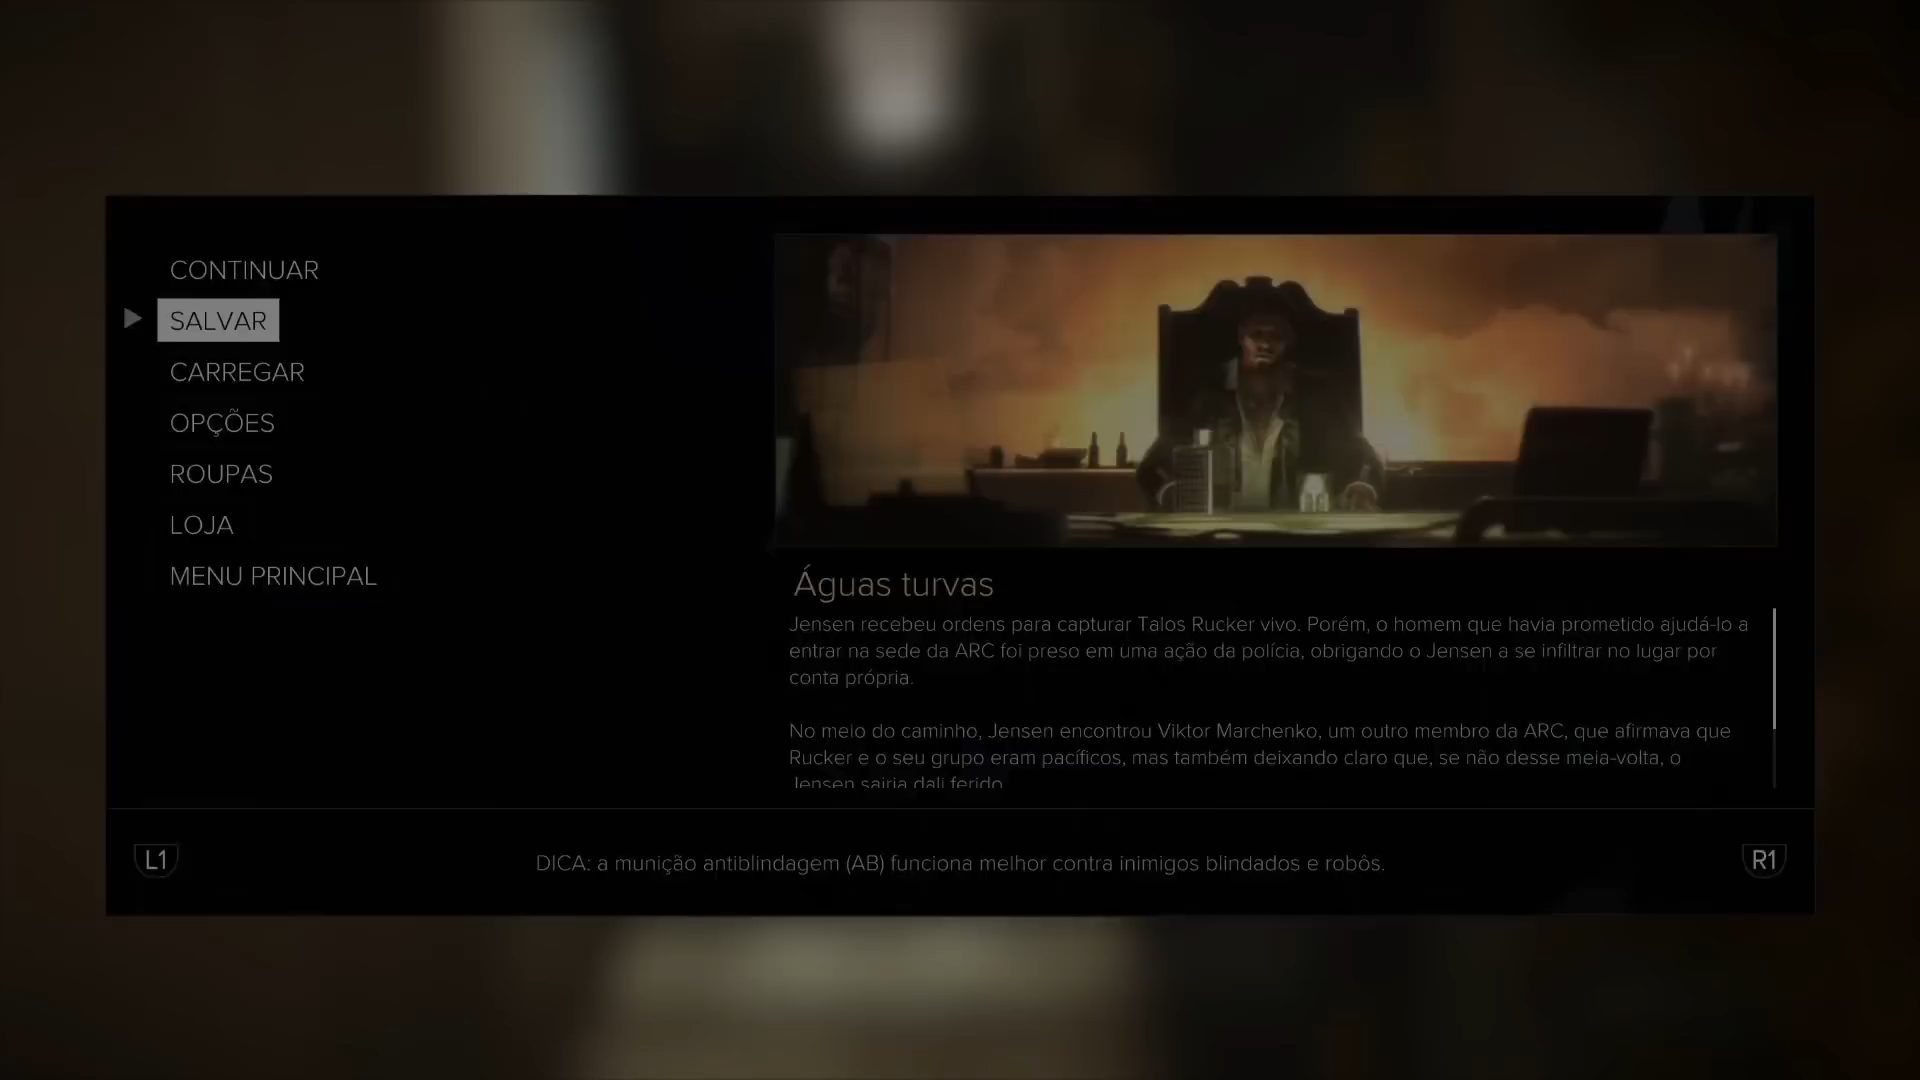 CONTINUAR
SALVAR
CARREGAR
OPÇÕES
ROUPAS
LOJA
MENU PRINCIPAL
Águas turvas
Jensen recebeu ordens para capturar Talos Rucker vivo. Porém, o homem que havia prometido ajudá-lo a
entrar na sede da ARC foi preso em uma ação da polícia, obrigando o Jensen a se infiltrar no lugar por
conta própria.
No meio do caminho, Jensen encontrou Viktor Marchenko, um outro membro da ARC, que afirmava que
Rucker e o seu grupo eram pacíficos, mas também deixando claro que, se não desse meia-volta, o
Jensen sairia dali ferido.
L1
DICA: a munição antiblindagem (AB) funciona melhor contra inimigos blindados e robôs.
R1